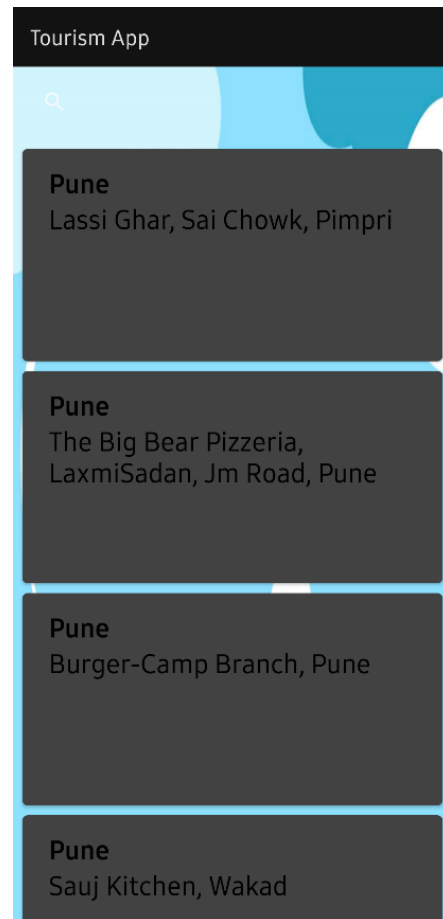 Tourism App
Pune
Lassi Ghar, Sai Chowk, Pimpri
Pune
The Big Bear Pizzeria,
LaxmiSadan, Jm Road, Pune
Pune
Burger-Camp Branch, Pune
Pune
Sauj Kitchen, Wakad